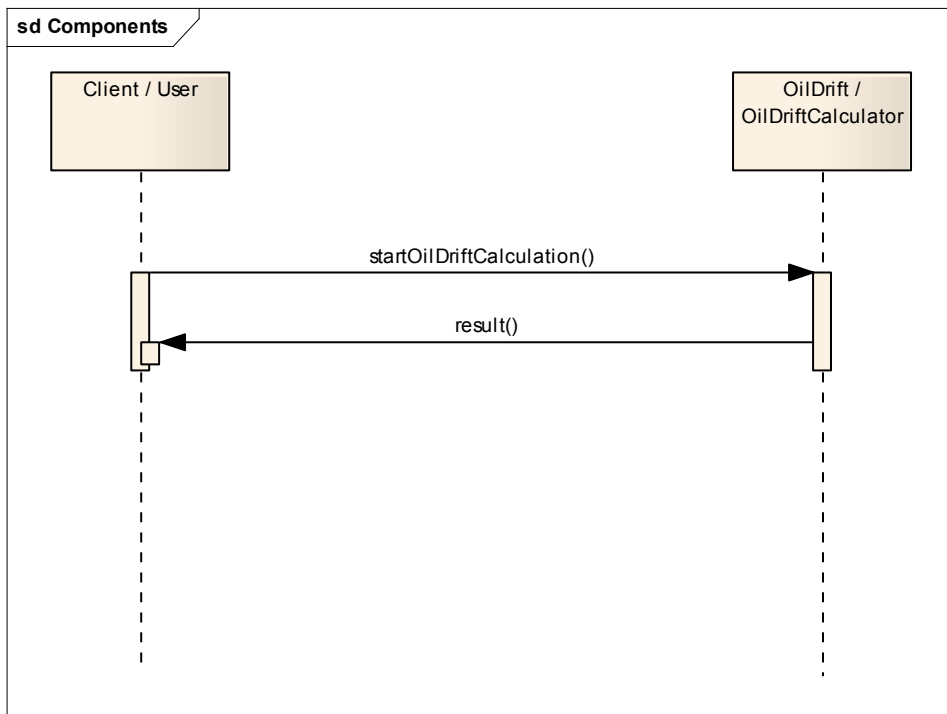 sd Components
Client / User
OilDrift /
OilDriftCalculator
startOilDriftCalculation()
result()